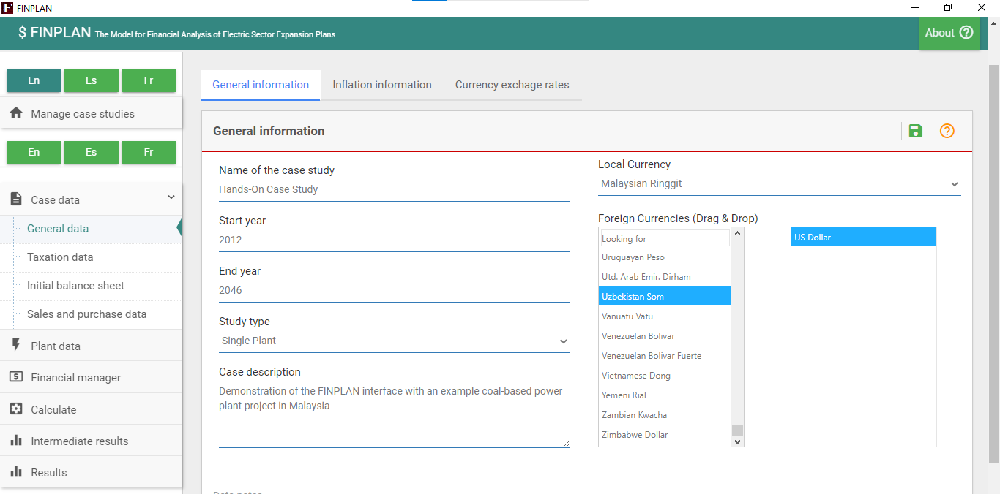 FINPLAN
$ FINPLAN The Model for Financial Analysis of Electric Sector Expansion Plans
About
En Es Fr
Manage case studies
En Es Fr
Case data
General data
Taxation data
Initial balance sheet
Sales and purchase data
Plant data
Financial manager
Calculate
Intermediate results
Results
General information Inflation information Currency exchage rates
General information
Name of the case study
Hands-On Case Study
Start year
2012
End year
2046
Study type
Single Plant
Case description
Demonstration of the FINPLAN interface with an example coal-based power
plant project in Malaysia
Local Currency
Malaysian Ringgit
Foreign Currencies (Drag & Drop)
Looking for
Uruguayan Peso
Utd. Arab Emir. Dirham
Uzbekistan Som
Vanuatu Vatu
Venezuelan Bolivar
Venezuelan Bolivar Fuerte
Vietnamese Dong
Yemeni Rial
Zambian Kwacha
Zimbabwe Dollar
US Dollar